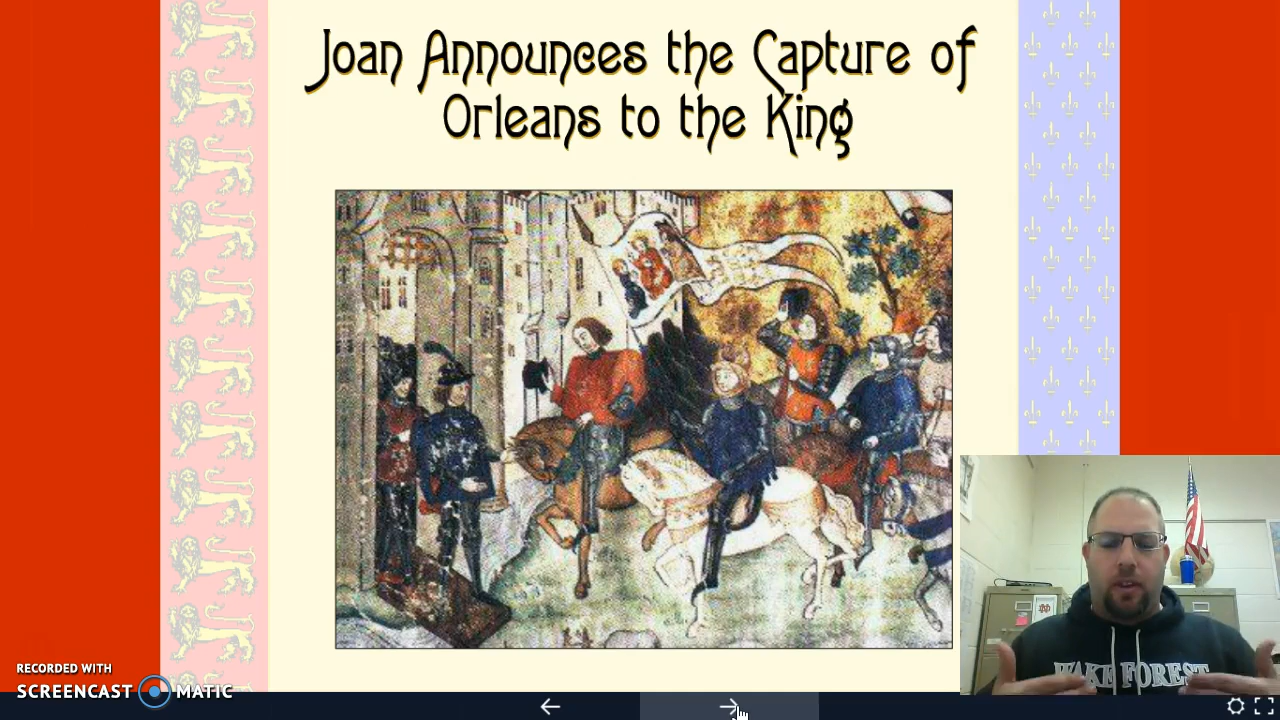 Joan Announces the Capture of
Orleans to the King
WAKE FOREST
RECORDED WITH
SCREENCAST MATIC